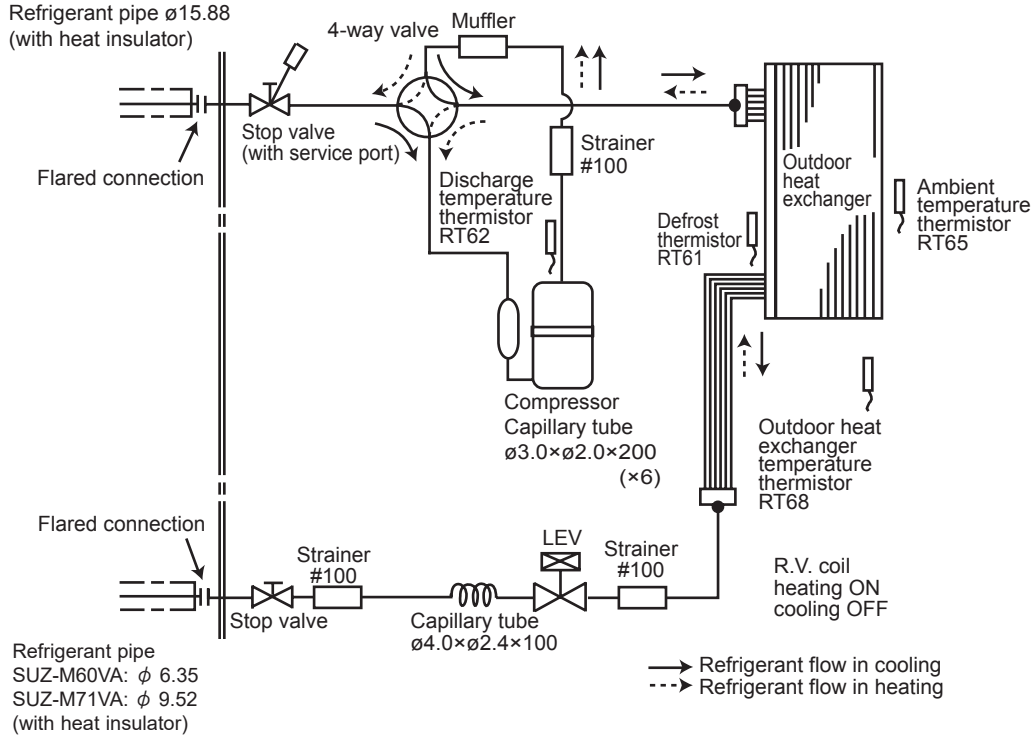 Refrigerant pipe ø15.88
(with heat insulator)
4-way valve
Muffler
Stop valve
(with service port)
Flared connection
Strainer
#100
Discharge
temperature
thermistor
RT62
Outdoor
heat
exchanger
Ambient
temperature
thermistor
RT65
Defrost
thermistor
RT61
Compressor
Capillary tube
ø3.0×ø2.0×200
(×6)
Outdoor heat
exchanger
temperature
thermistor
RT68
Flared connection
Strainer
#100
LEV
Strainer
#100
R.V. coil
heating ON
cooling OFF
Stop valve
Capillary tube
ø4.0×ø2.4×100
Refrigerant pipe
SUZ-M60VA: ϕ 6.35
SUZ-M71VA: ϕ 9.52
(with heat insulator)
Refrigerant flow in cooling
Refrigerant flow in heating